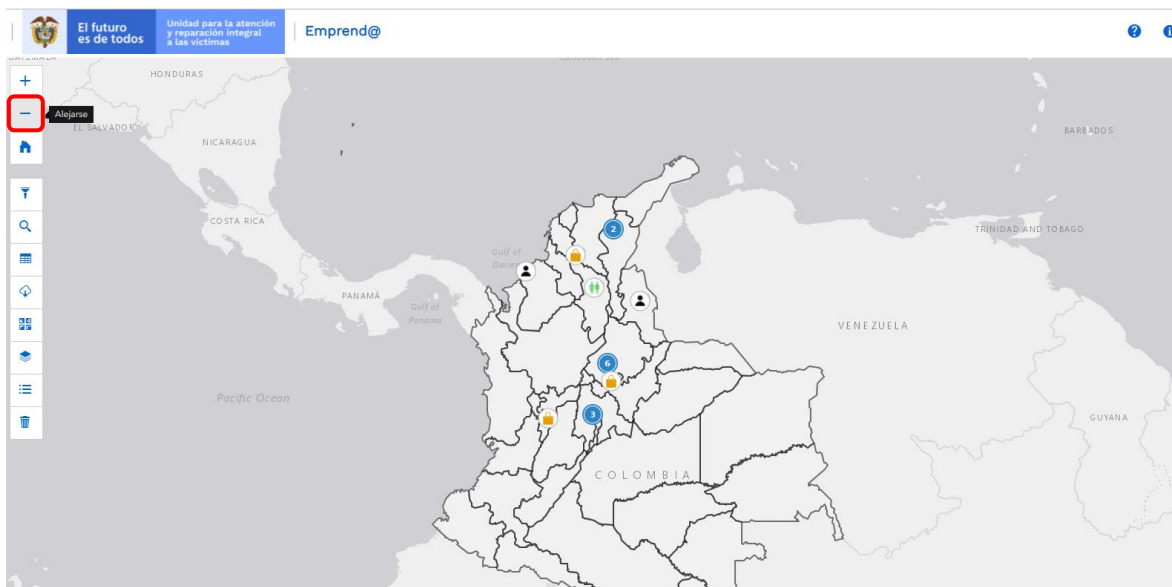 El futuro
es de todos
Unidad para la atención
y reparación integral
a las víctimas
Emprend@
?
HONDURAS
+
−
Alejarse
EL SALVADOR
BARBADOS
NICARAGUA
COSTA RICA
2
TRINIDAD AND TOBAGO
Gulf of
Darien
PANAMÁ
Gulf of
Panama
VENEZUELA
6
Pacific Ocean
3
GUYANA
COLOMBIA